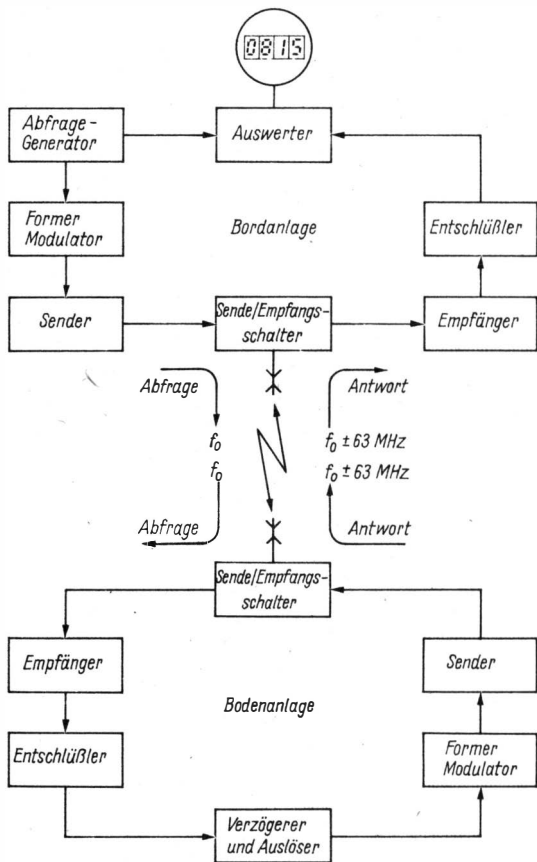 0815
Abfrage-
Generator
Auswerter
Former
Modulator
Bordanlage
Entschlüßler
Sender
Sende/Empfangs-
schalter
Empfänger
Abfrage
Antwort
f₀
f₀ ± 63 MHz
f₀
f₀ ± 63 MHz
Abfrage
Antwort
Sende/Empfangs-
schalter
Empfänger
Sender
Bodenanlage
Entschlüßler
Former
Modulator
Verzögerer
und Auslöser